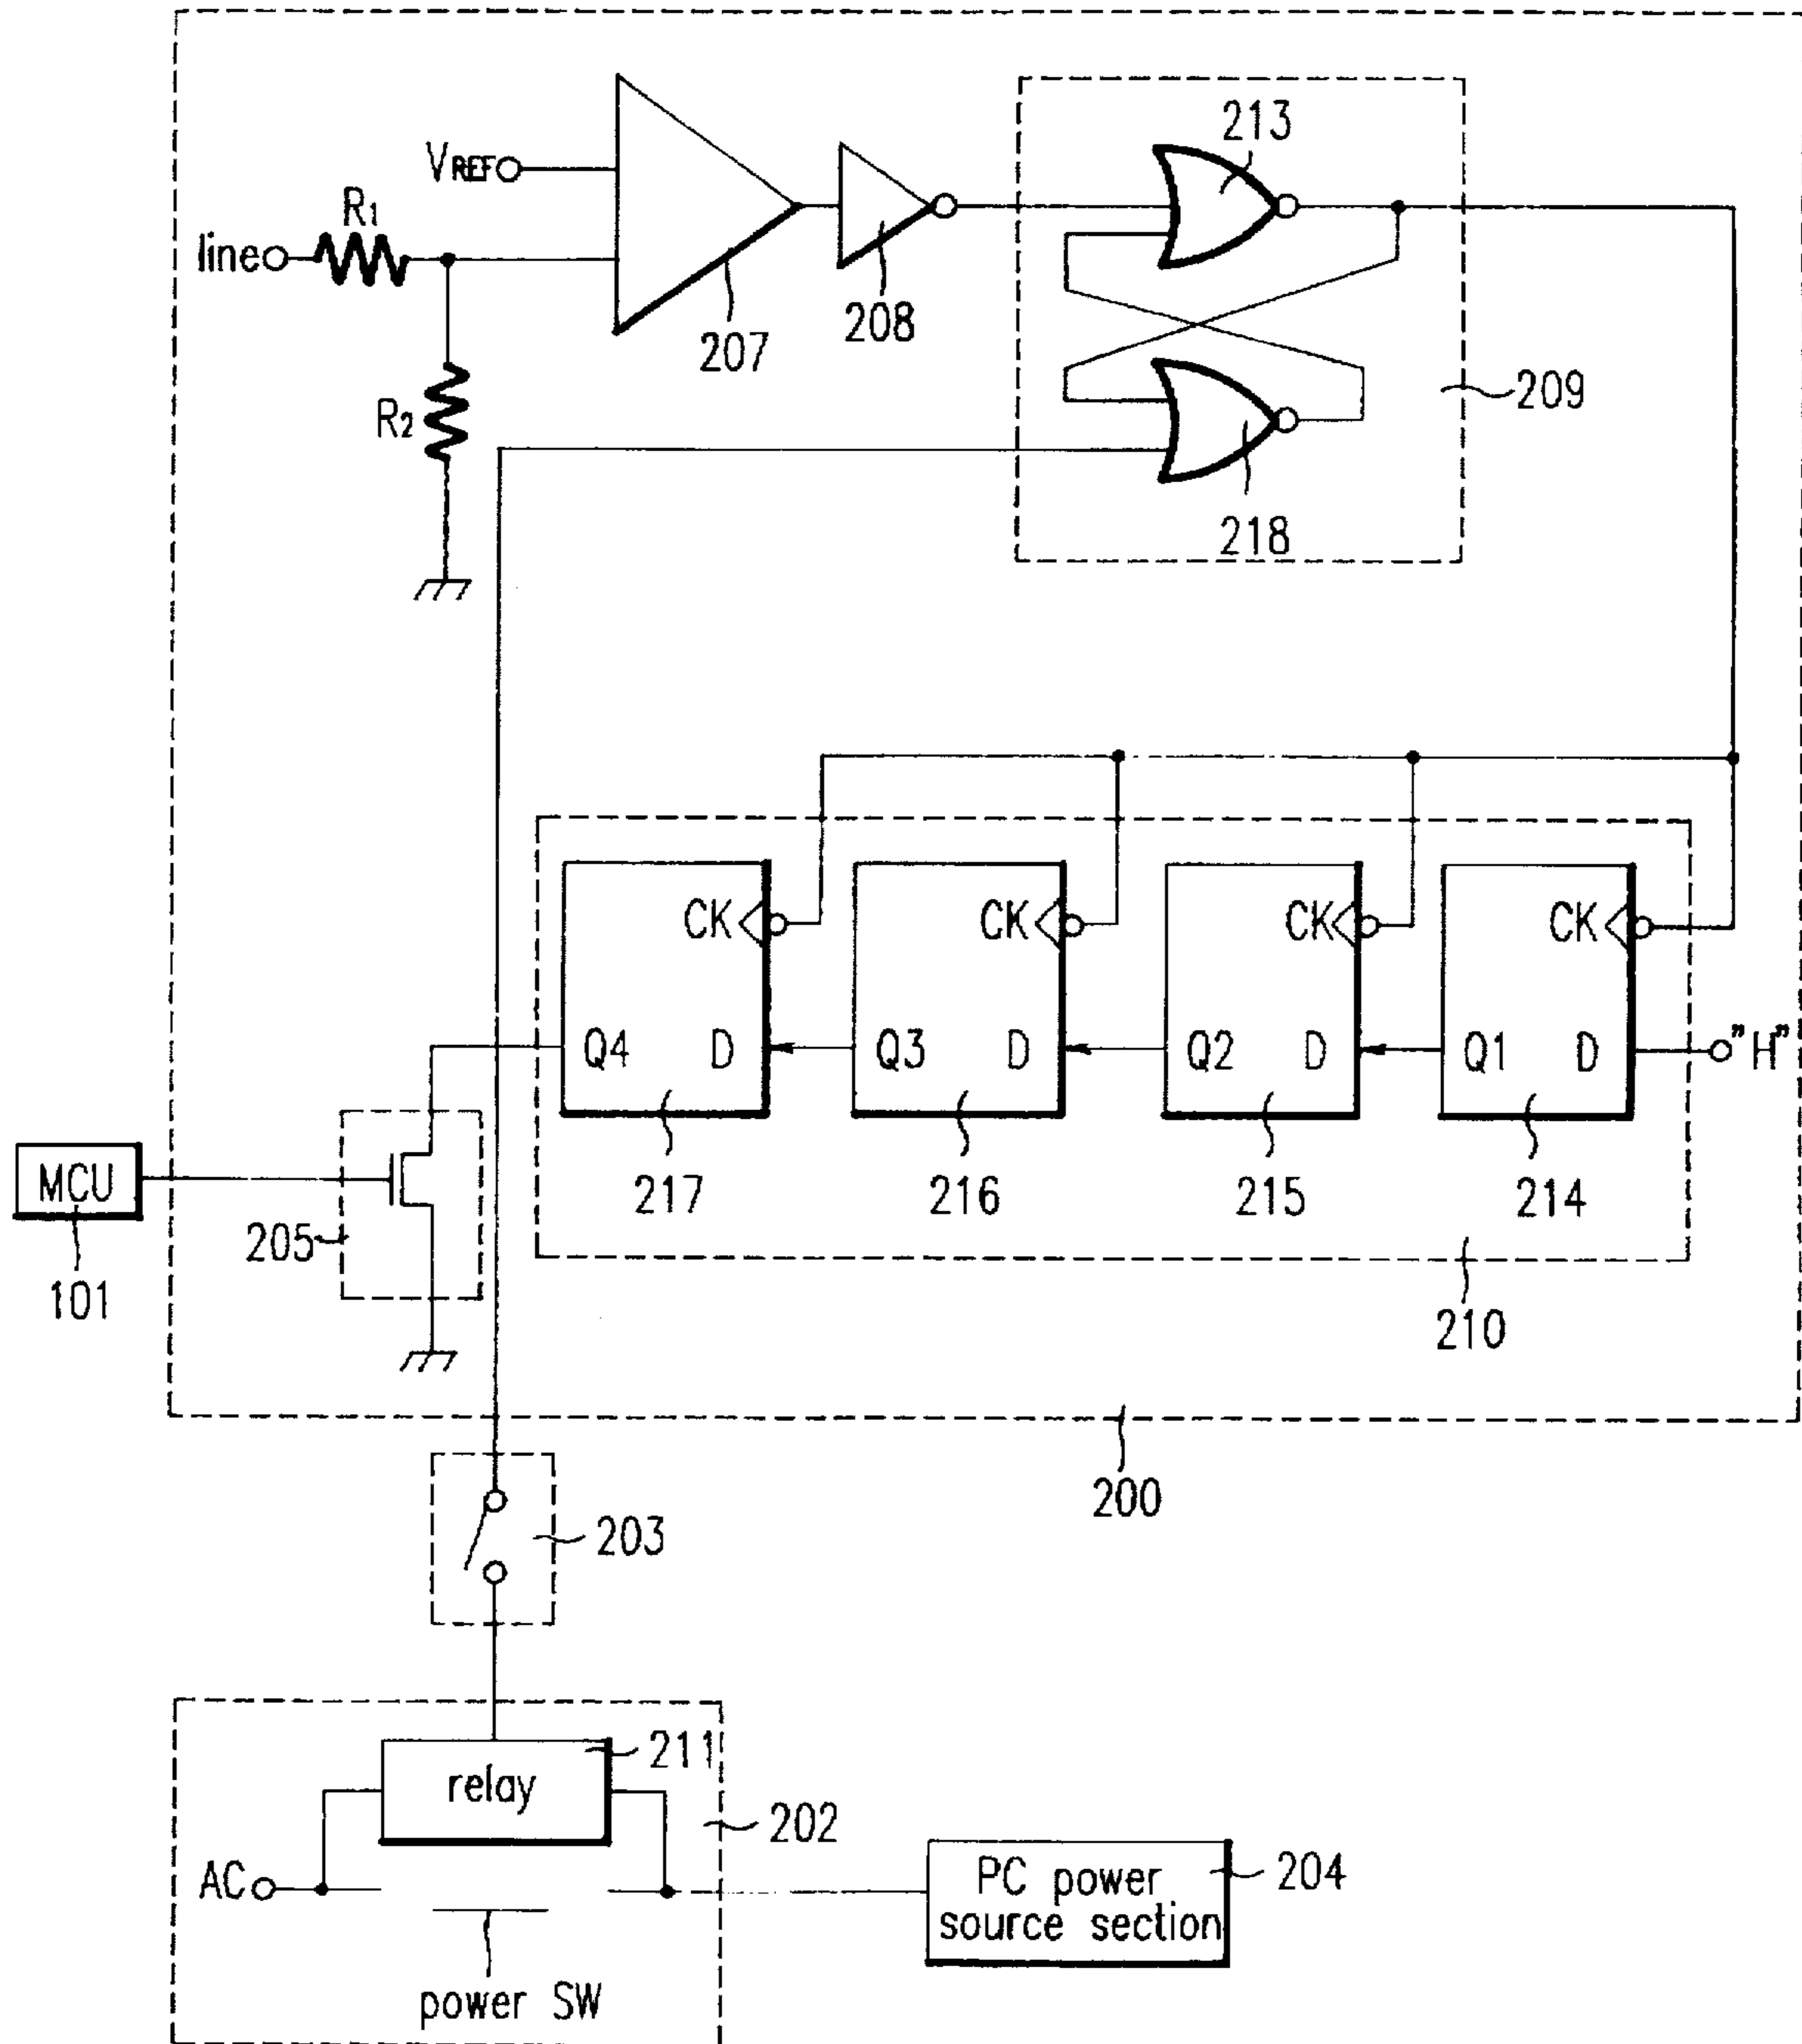 213
VREF
R1
line
208
207
R2
209
218
CK
CK
CK
CK
Q4
D
Q3
D
Q2
D
Q1
D
"H"
MCU
217
216
215
214
205
101
210
200
203
211
relay
202
AC
PC power
source section
204
power SW